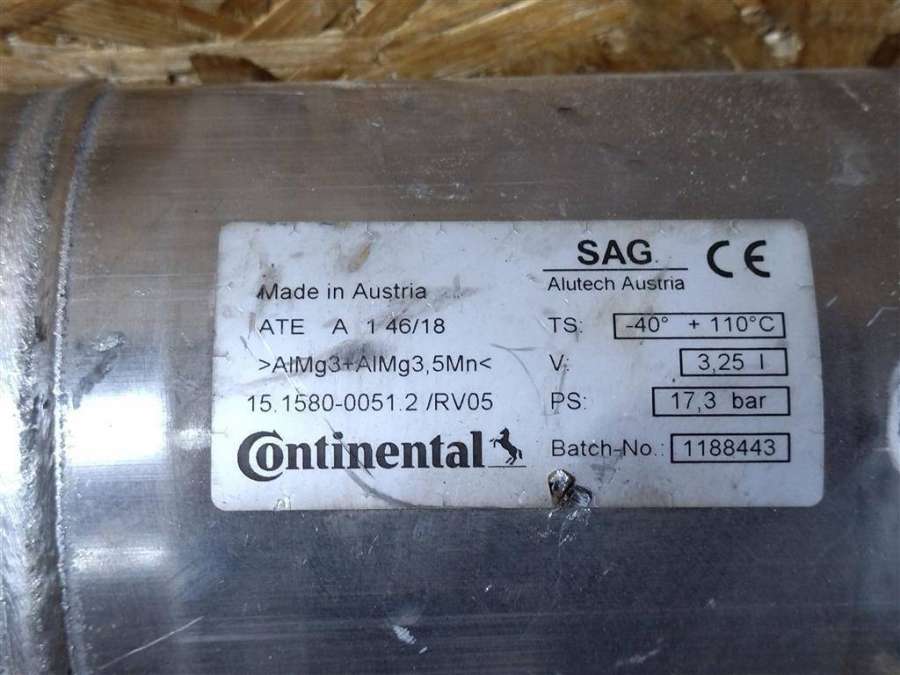 SAG CE
Alutech Austria
Made in Austria
ATE A 1 46/18
TS: -40° + 110°C
>AlMg3+AlMg3,5Mn<
V: 3,25 l
15.1580-0051.2 /RV05
PS: 17,3 bar
Continental
Batch-No.: 1188443